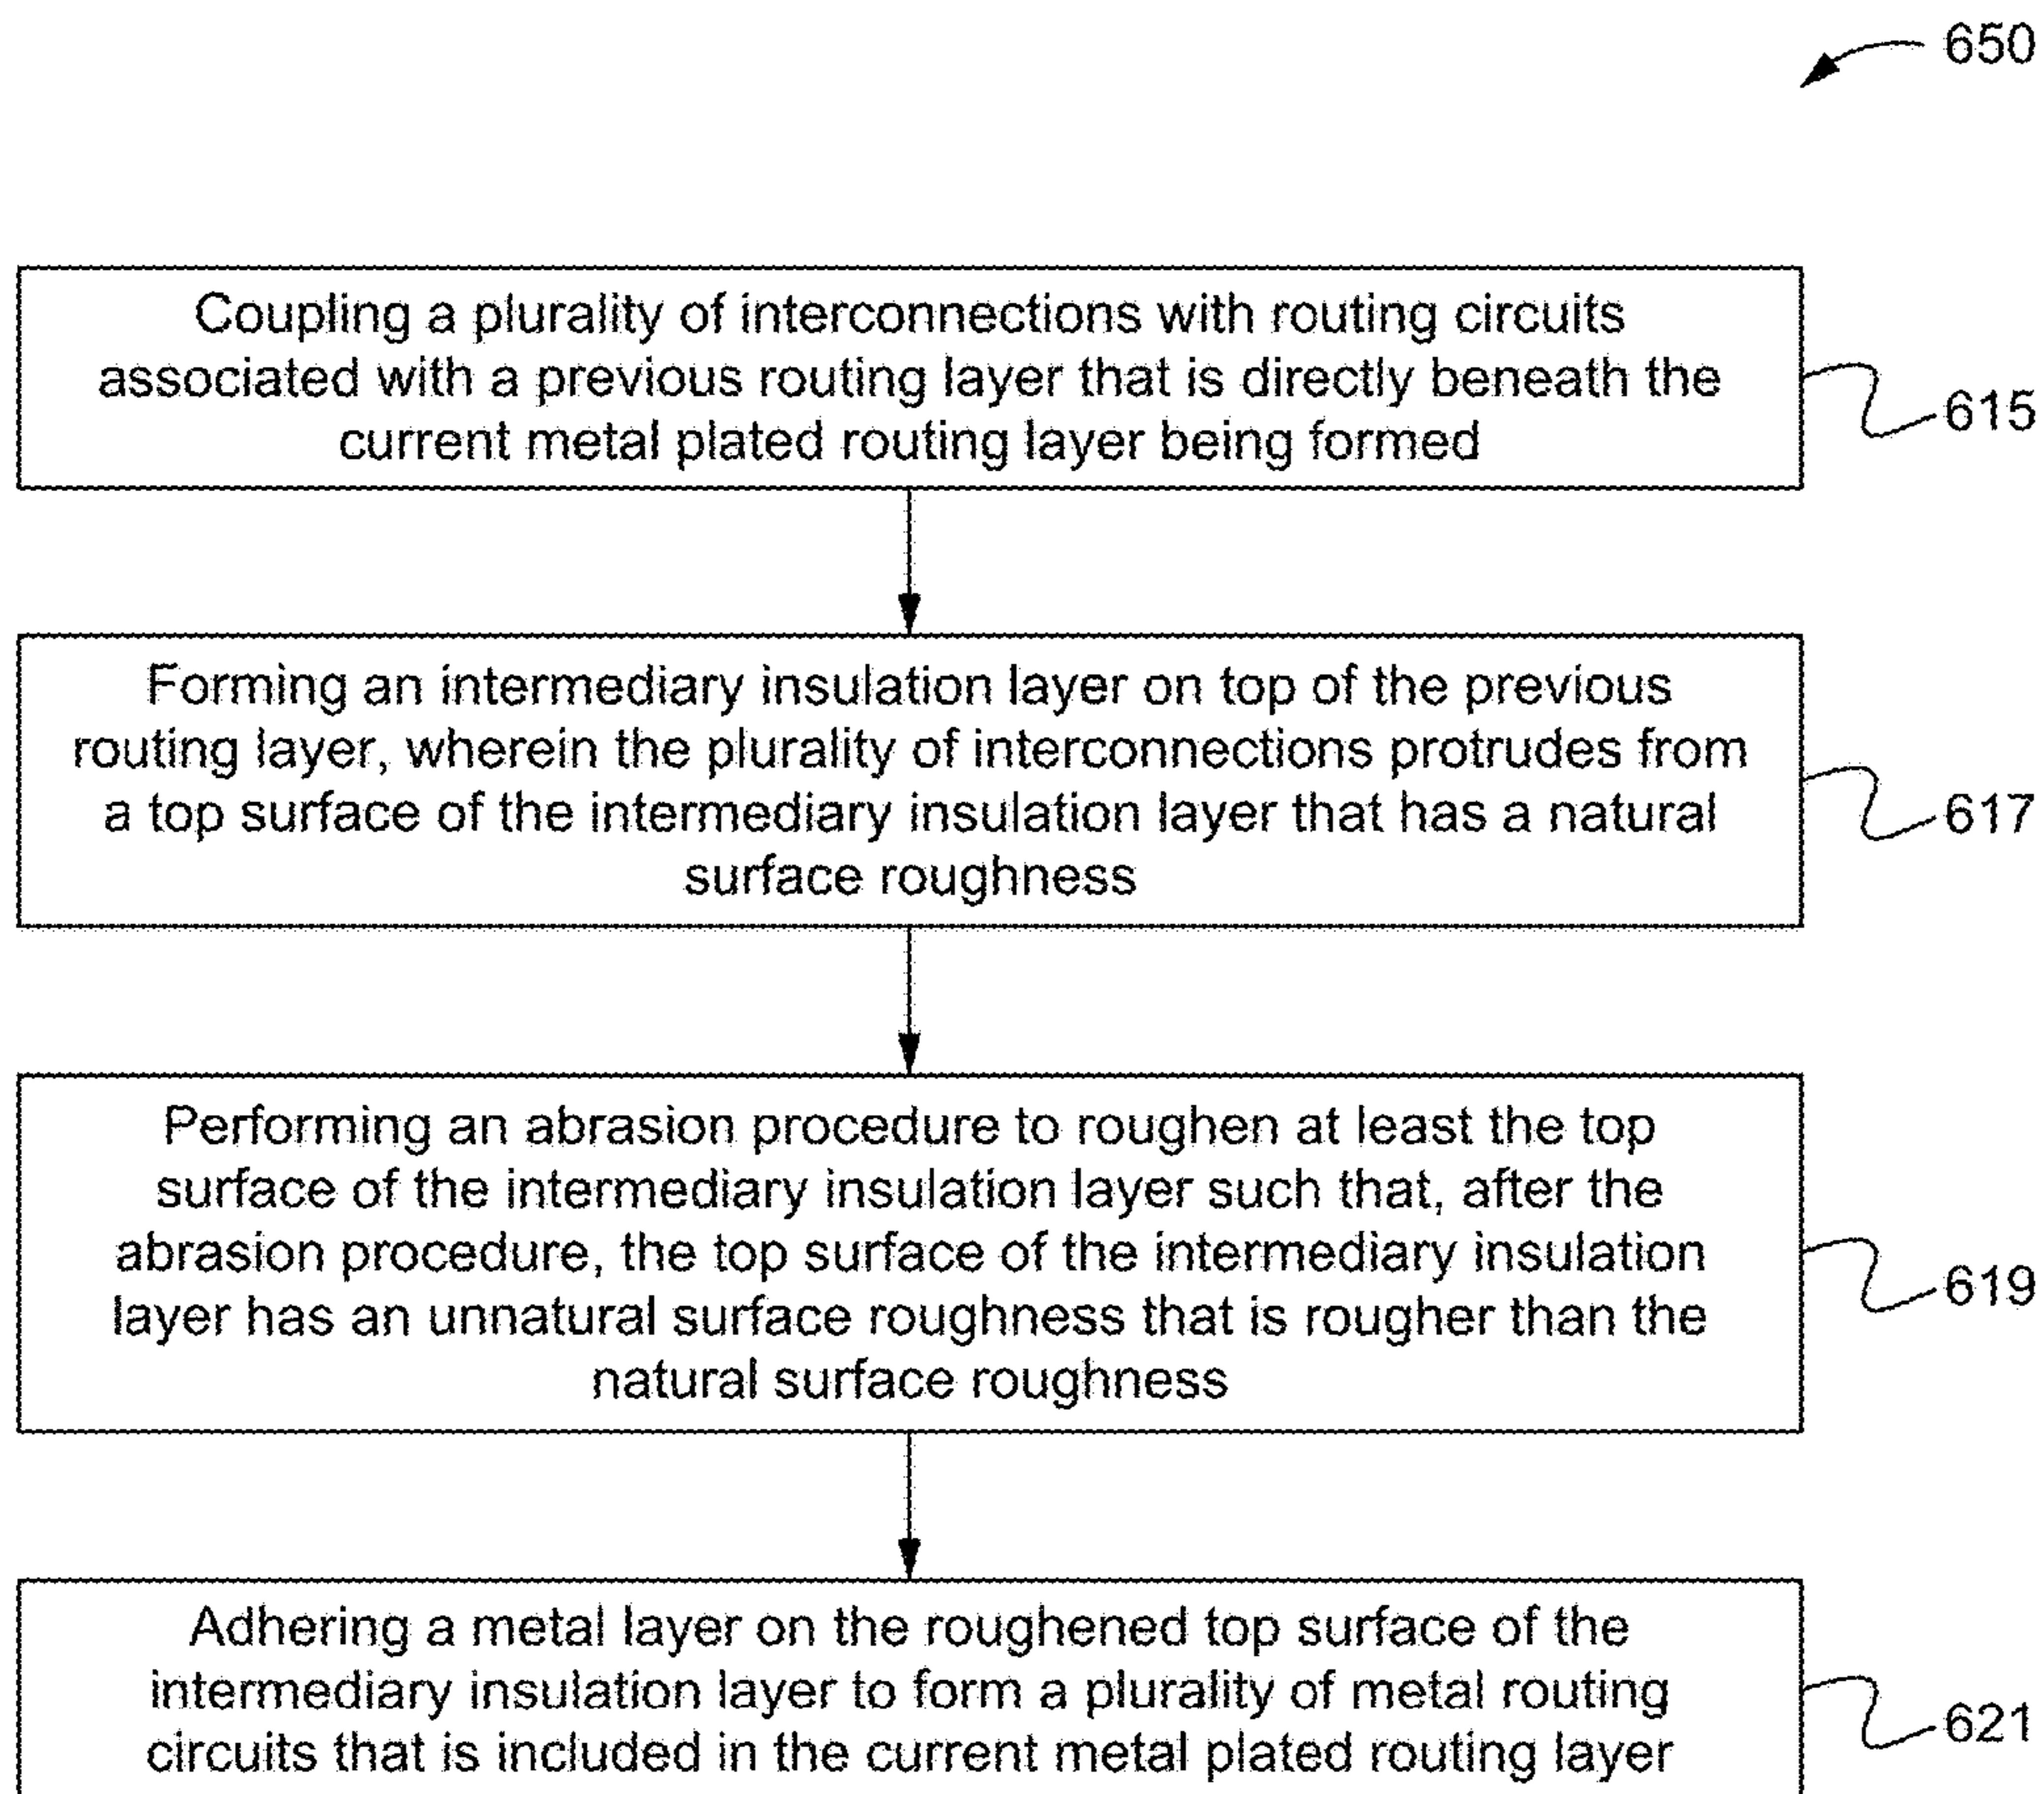 650
Coupling a plurality of interconnections with routing circuits
associated with a previous routing layer that is directly beneath the
current metal plated routing layer being formed
615
Forming an intermediary insulation layer on top of the previous
routing layer, wherein the plurality of interconnections protrudes from
a top surface of the intermediary insulation layer that has a natural
surface roughness
617
Performing an abrasion procedure to roughen at least the top
surface of the intermediary insulation layer such that, after the
abrasion procedure, the top surface of the intermediary insulation
layer has an unnatural surface roughness that is rougher than the
natural surface roughness
619
Adhering a metal layer on the roughened top surface of the
intermediary insulation layer to form a plurality of metal routing
circuits that is included in the current metal plated routing layer
621